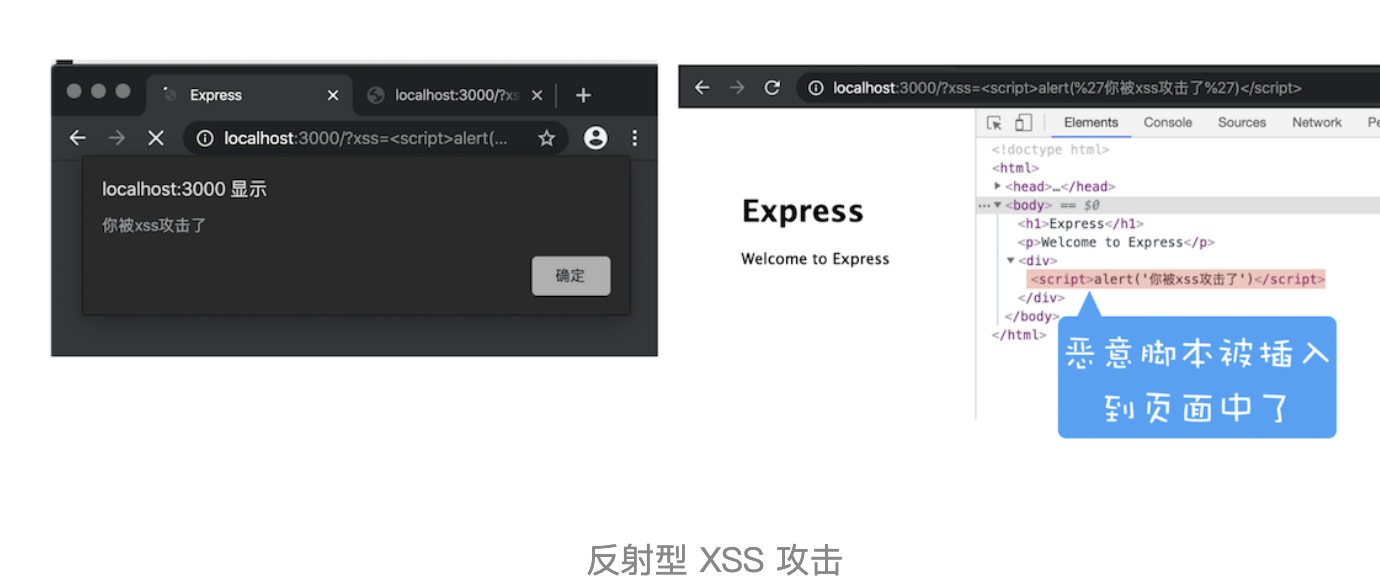 Express
localhost:3000/?xs
localhost:3000/?xss=<script>alert(...
localhost:3000 显示
你被xss攻击了
确定
localhost:3000/?xss=<script>alert(%27你被xss攻击了%27)</script>
Express
Welcome to Express
Elements Console Sources Network Pe
<!doctype html>
<html>
<head>…</head>
<body> == $0
<h1>Express</h1>
<p>Welcome to Express</p>
<div>
<script>alert('你被xss攻击了')</script>
</div>
</body>
</html>
恶意脚本被插入
到页面中了
反射型 XSS 攻击